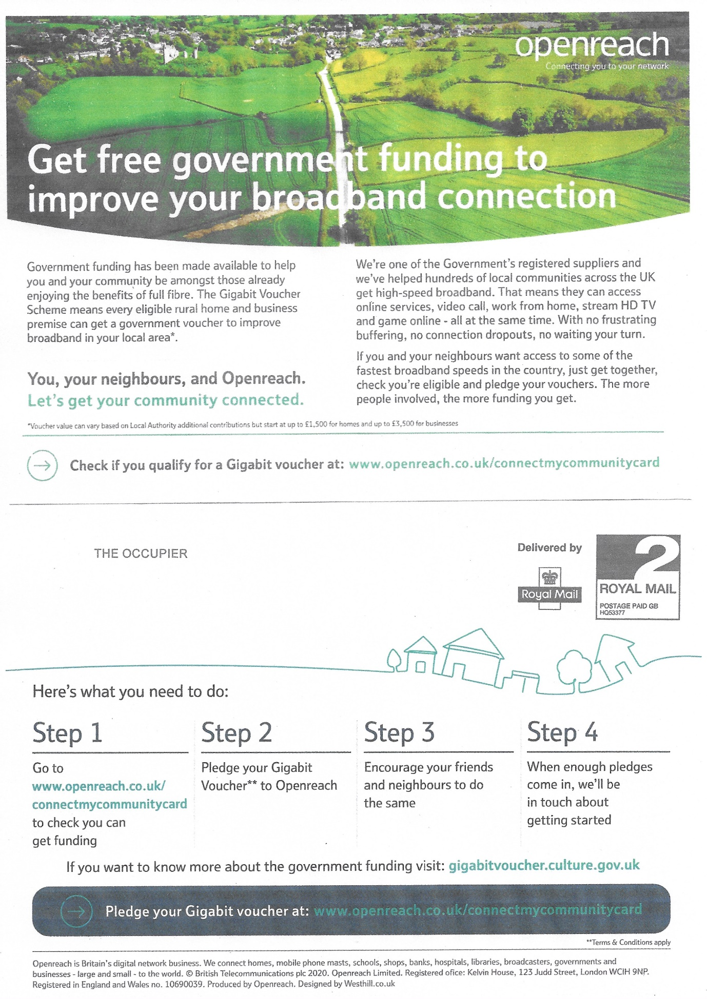 openreach
Connecting you to your network
Get free government funding to
improve your broadband connection
Government funding has been made available to help
you and your community be amongst those already
enjoying the benefits of full fibre. The Gigabit Voucher
Scheme means every eligible rural home and business
premise can get a government voucher to improve
broadband in your local area*.
You, your neighbours, and Openreach.
Let's get your community connected.
We're one of the Government's registered suppliers and
we've helped hundreds of local communities across the UK
get high-speed broadband. That means they can access
online services, video call, work from home, stream HD TV
and game online - all at the same time. With no frustrating
buffering, no connection dropouts, no waiting your turn.
If you and your neighbours want access to some of the
fastest broadband speeds in the country, just get together,
check you're eligible and pledge your vouchers. The more
people involved, the more funding you get.
*Voucher value can vary based on Local Authority additional contributions but start at up to £1,500 for homes and up to £3,500 for businesses
Check if you qualify for a Gigabit voucher at: www.openreach.co.uk/connectmycommunitycard
THE OCCUPIER
Delivered by
Royal Mail
2
ROYAL MAIL
POSTAGE PAID GB
HQ53377
Here's what you need to do:
Step 1
Go to
www.openreach.co.uk/
connectmycommunitycard
to check you can
get funding
Step 2
Pledge your Gigabit
Voucher** to Openreach
Step 3
Encourage your friends
and neighbours to do
the same
Step 4
When enough pledges
come in, we'll be
in touch about
getting started
If you want to know more about the government funding visit: gigabitvoucher.culture.gov.uk
Pledge your Gigabit voucher at: www.openreach.co.uk/connectmycommunitycard
**Terms & Conditions apply
Openreach is Britain's digital network business. We connect homes, mobile phone masts, schools, shops, banks, hospitals, libraries, broadcasters, governments and
businesses - large and small - to the world. © British Telecommunications plc 2020. Openreach Limited. Registered ofice: Kelvin House, 123 Judd Street, London WCIH 9NP.
Registered in England and Wales no. 10690039. Produced by Openreach. Designed by Westhill.co.uk